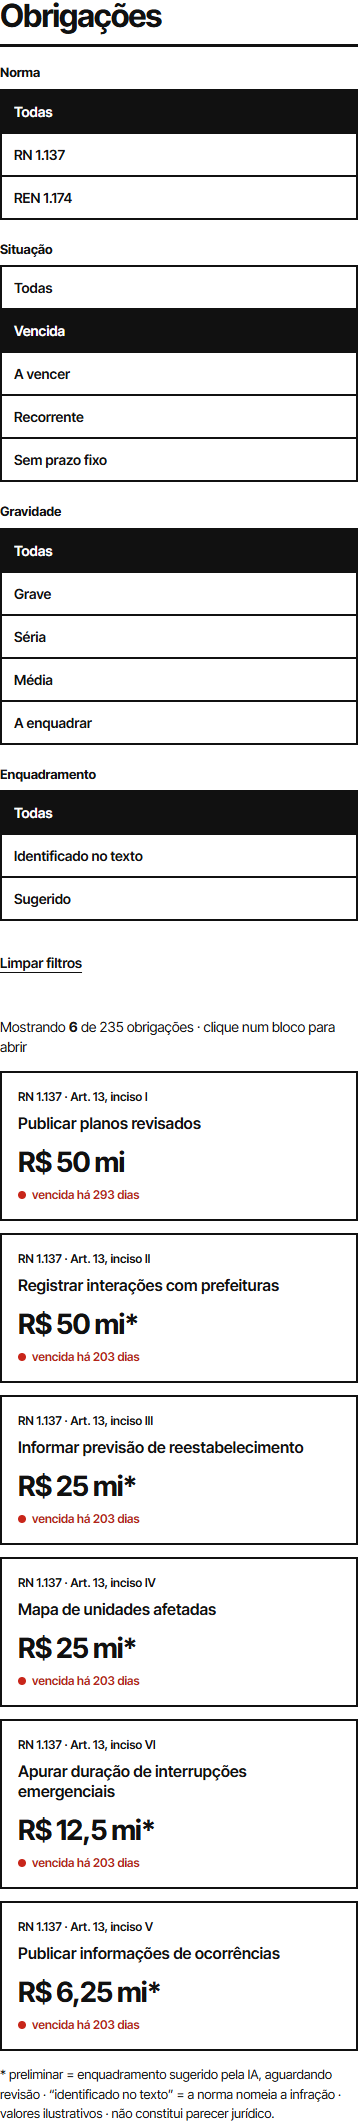 Obrigações
Norma
Todas
RN 1.137
REN 1.174
Situação
Todas
Vencida
A vencer
Recorrente
Sem prazo fixo
Gravidade
Todas
Grave
Séria
Média
A enquadrar
Enquadramento
Todas
Identificado no texto
Sugerido
Limpar filtros
Mostrando 6 de 235 obrigações · clique num bloco para
abrir
RN 1.137 · Art. 13, inciso I
Publicar planos revisados
R$ 50 mi
vencida há 293 dias
RN 1.137 · Art. 13, inciso II
Registrar interações com prefeituras
R$ 50 mi*
vencida há 203 dias
RN 1.137 · Art. 13, inciso III
Informar previsão de reestabelecimento
R$ 25 mi*
vencida há 203 dias
RN 1.137 · Art. 13, inciso IV
Mapa de unidades afetadas
R$ 25 mi*
vencida há 203 dias
RN 1.137 · Art. 13, inciso VI
Apurar duração de interrupções
emergenciais
R$ 12,5 mi*
vencida há 203 dias
RN 1.137 · Art. 13, inciso V
Publicar informações de ocorrências
R$ 6,25 mi*
vencida há 203 dias
* preliminar = enquadramento sugerido pela IA, aguardando
revisão · “identificado no texto” = a norma nomeia a infração ·
valores ilustrativos · não constitui parecer jurídico.